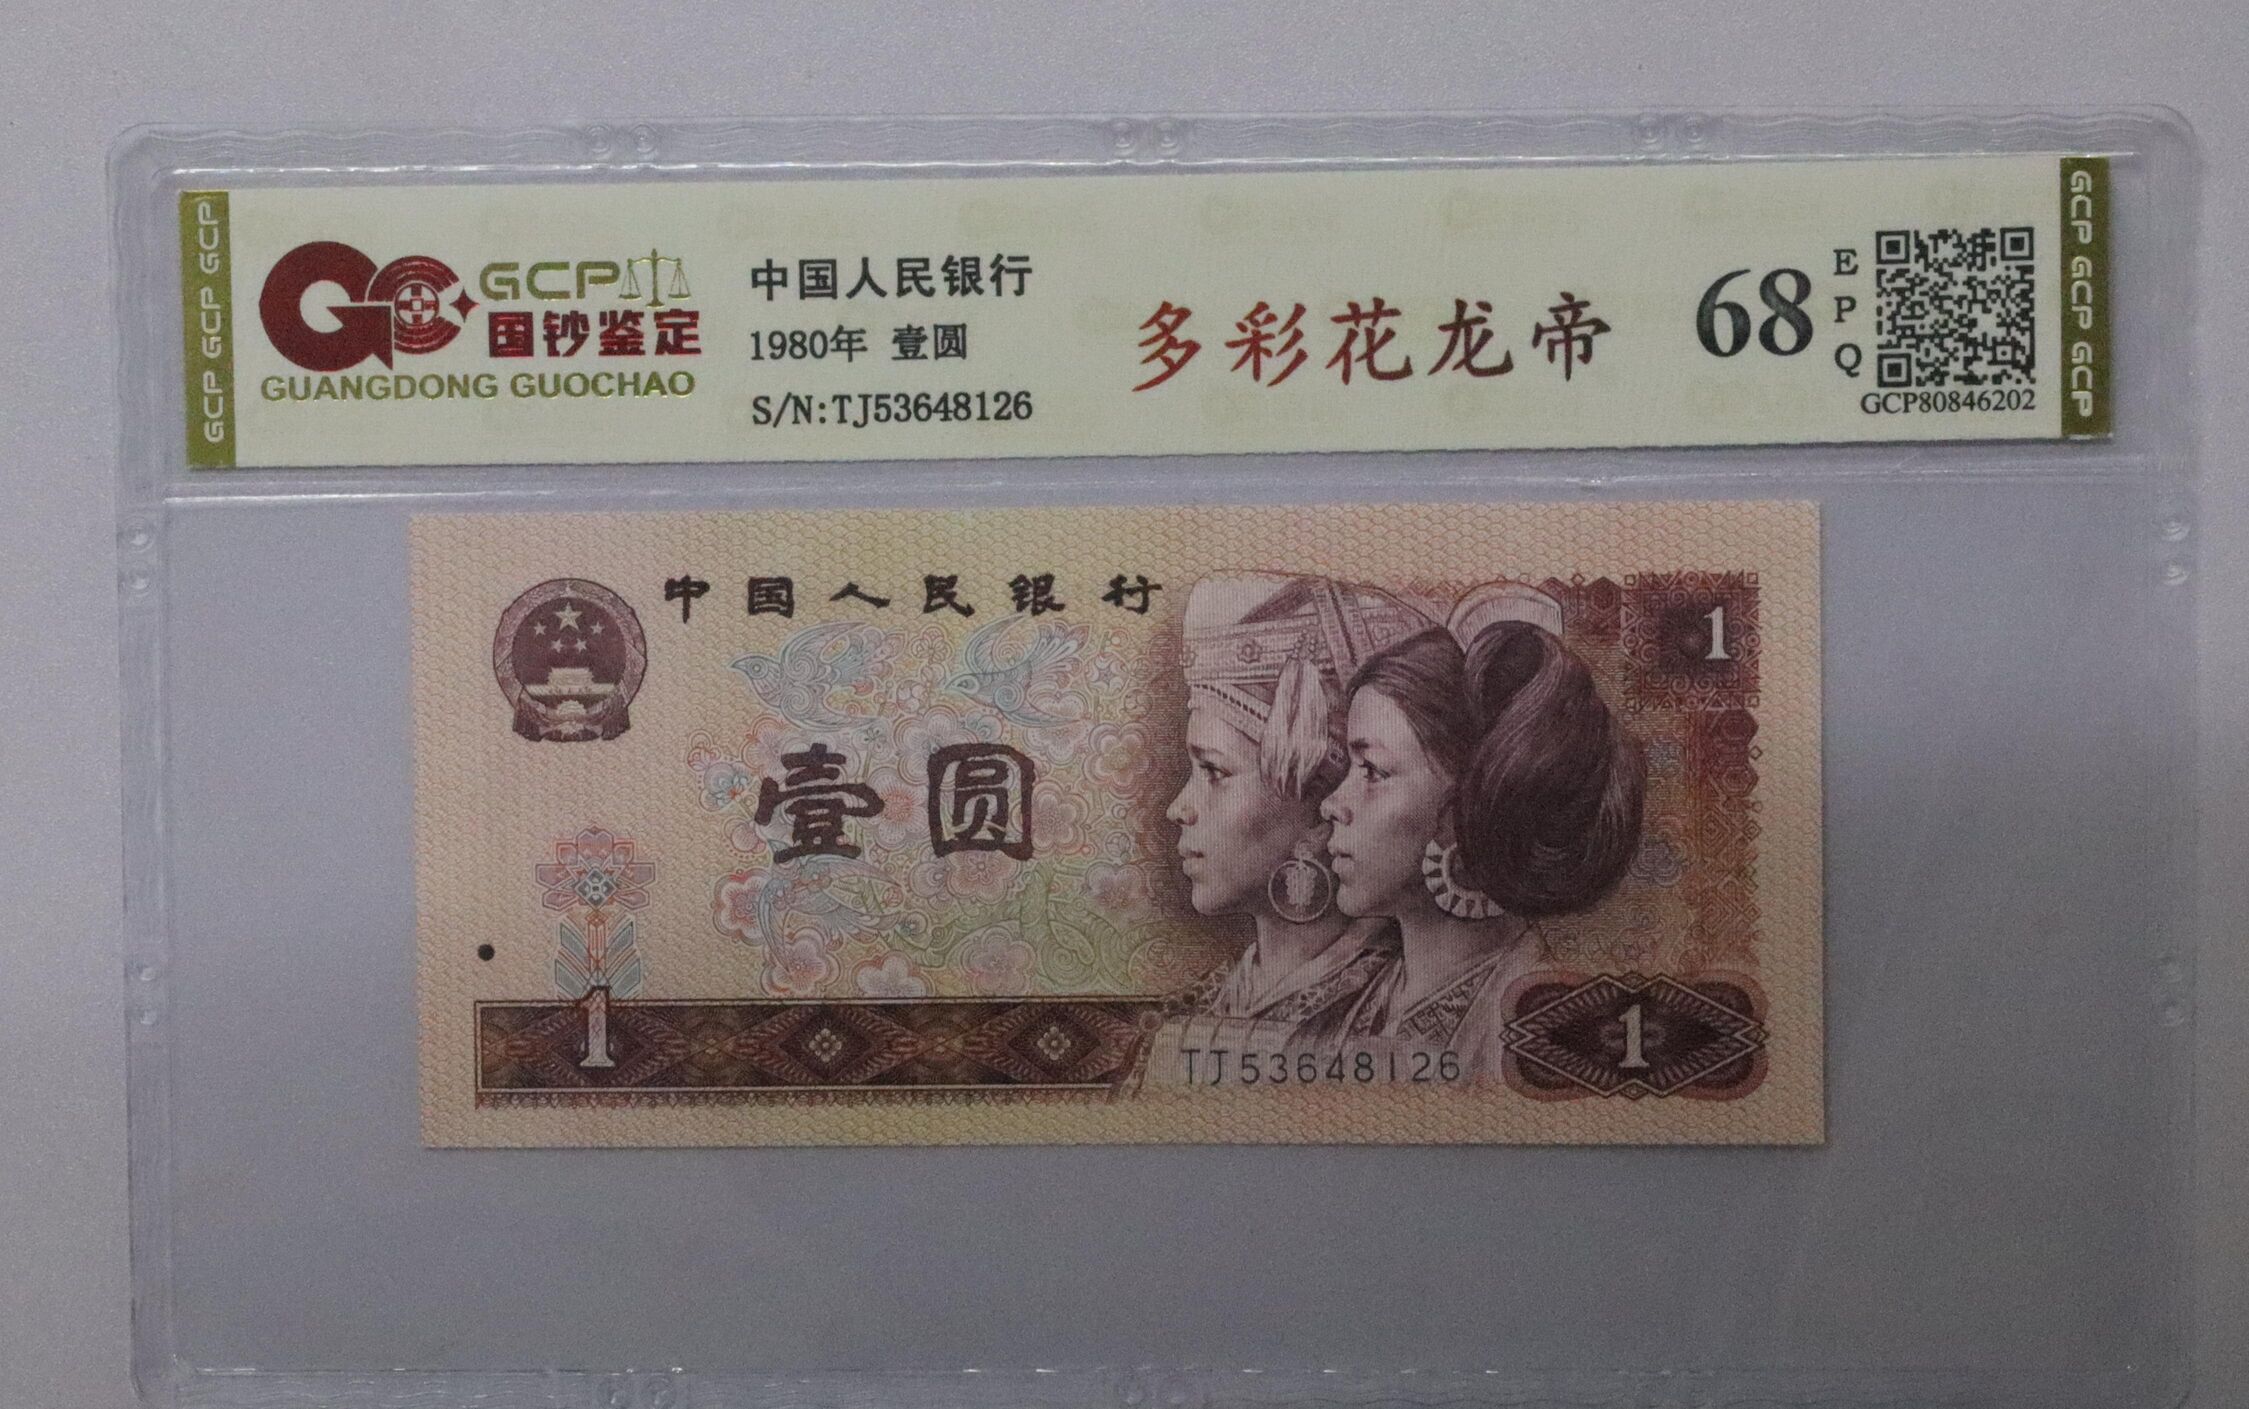 GCP GCP GCP
GCP
国钞鉴定
GUANGDONG GUOCHAO
中国人民银行
1980年 壹圆
S/N:TJ53648126
多彩花龙帝
68
E
P
Q
GCP80846202
GCP GCP GCP
中国人民银行
1
壹圆
1
1
TJ53648126